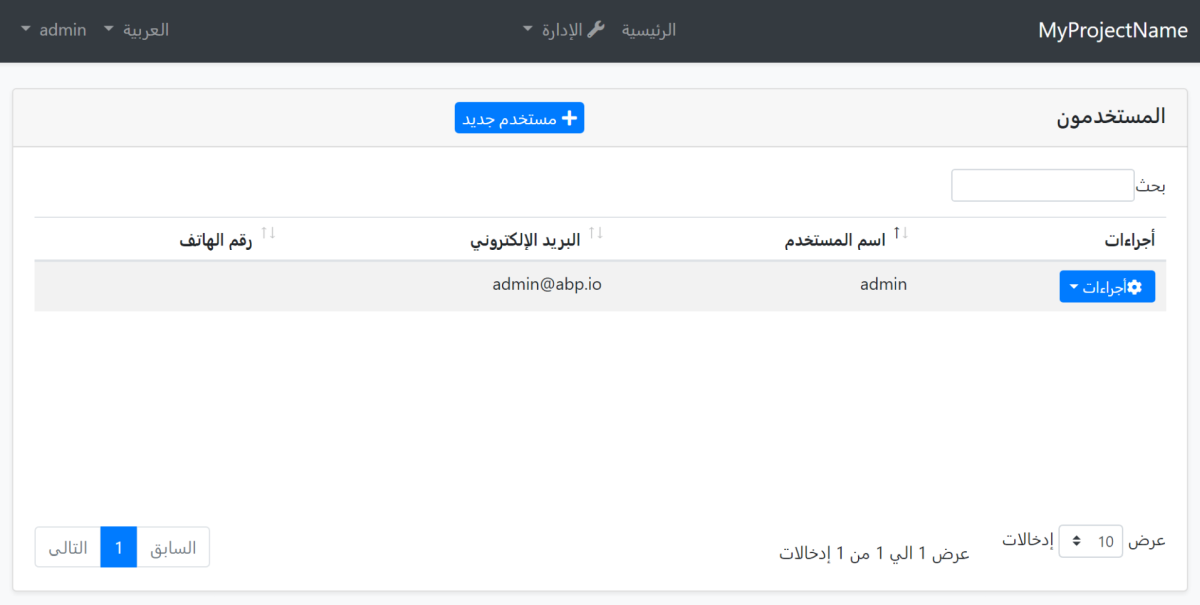 MyProjectName
الرئيسية الإدارة
العربية admin
المستخدمون
مستخدم جديد
بحث
أجراءات اسم المستخدم البريد الإلكتروني رقم الهاتف
أجراءات admin admin@abp.io
عرض 10 إدخالات
عرض 1 الي 1 من 1 إدخالات
السابق 1 التالى